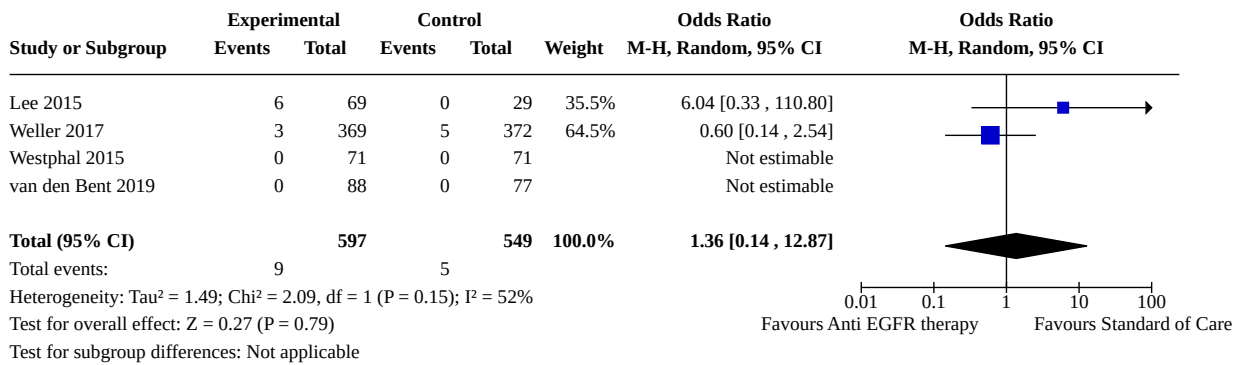 Experimental Control Odds Ratio Odds Ratio
Study or Subgroup Events Total Events Total Weight M-H, Random, 95% CI M-H, Random, 95% CI
Lee 2015 6 69 0 29 35.5% 6.04 [0.33 , 110.80]
Weller 2017 3 369 5 372 64.5% 0.60 [0.14 , 2.54]
Westphal 2015 0 71 0 71 Not estimable
van den Bent 2019 0 88 0 77 Not estimable
Total (95% CI) 597 549 100.0% 1.36 [0.14 , 12.87]
Total events: 9 5
Heterogeneity: Tau² = 1.49; Chi² = 2.09, df = 1 (P = 0.15); I² = 52%
0.01 0.1 1 10 100
Test for overall effect: Z = 0.27 (P = 0.79) Favours Anti EGFR therapy Favours Standard of Care
Test for subgroup differences: Not applicable